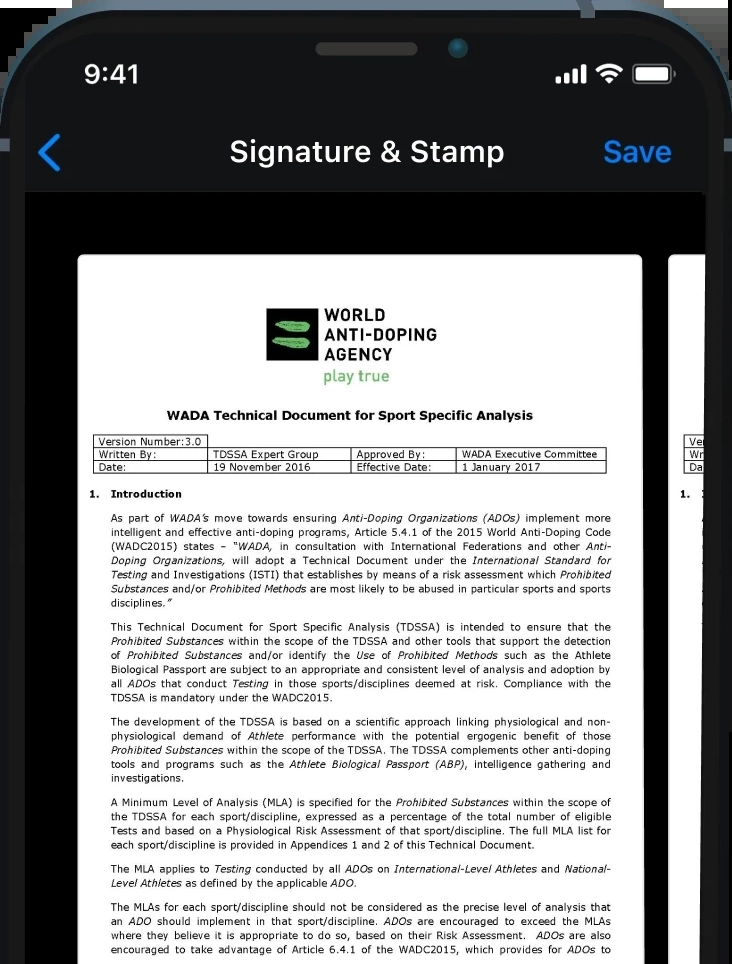 9:41
Signature & Stamp
Save
WORLD
ANTI-DOPING
AGENCY
play true
WADA Technical Document for Sport Specific Analysis
Version Number:3.0
Written By: TDSSA Expert Group Approved By: WADA Executive Committee
Date: 19 November 2016 Effective Date: 1 January 2017
1. Introduction
As part of WADA's move towards ensuring Anti-Doping Organizations (ADOs) implement more
intelligent and effective anti-doping programs, Article 5.4.1 of the 2015 World Anti-Doping Code
(WADC2015) states – "WADA, in consultation with International Federations and other Anti-
Doping Organizations, will adopt a Technical Document under the International Standard for
Testing and Investigations (ISTI) that establishes by means of a risk assessment which Prohibited
Substances and/or Prohibited Methods are most likely to be abused in particular sports and sports
disciplines."
This Technical Document for Sport Specific Analysis (TDSSA) is intended to ensure that the
Prohibited Substances within the scope of the TDSSA and other tools that support the detection
of Prohibited Substances and/or identify the Use of Prohibited Methods such as the Athlete
Biological Passport are subject to an appropriate and consistent level of analysis and adoption by
all ADOs that conduct Testing in those sports/disciplines deemed at risk. Compliance with the
TDSSA is mandatory under the WADC2015.
The development of the TDSSA is based on a scientific approach linking physiological and non-
physiological demand of Athlete performance with the potential ergogenic benefit of those
Prohibited Substances within the scope of the TDSSA. The TDSSA complements other anti-doping
tools and programs such as the Athlete Biological Passport (ABP), intelligence gathering and
investigations.
A Minimum Level of Analysis (MLA) is specified for the Prohibited Substances within the scope of
the TDSSA for each sport/discipline, expressed as a percentage of the total number of eligible
Tests and based on a Physiological Risk Assessment of that sport/discipline. The full MLA list for
each sport/discipline is provided in Appendices 1 and 2 of this Technical Document.
The MLA applies to Testing conducted by all ADOs on International-Level Athletes and National-
Level Athletes as defined by the applicable ADO.
The MLAs for each sport/discipline should not be considered as the precise level of analysis that
an ADO should implement in that sport/discipline. ADOs are encouraged to exceed the MLAs
where they believe it is appropriate to do so, based on their Risk Assessment. ADOs are also
encouraged to take advantage of Article 6.4.1 of the WADC2015, which provides for ADOs to
Ve
Wr
Da
1.